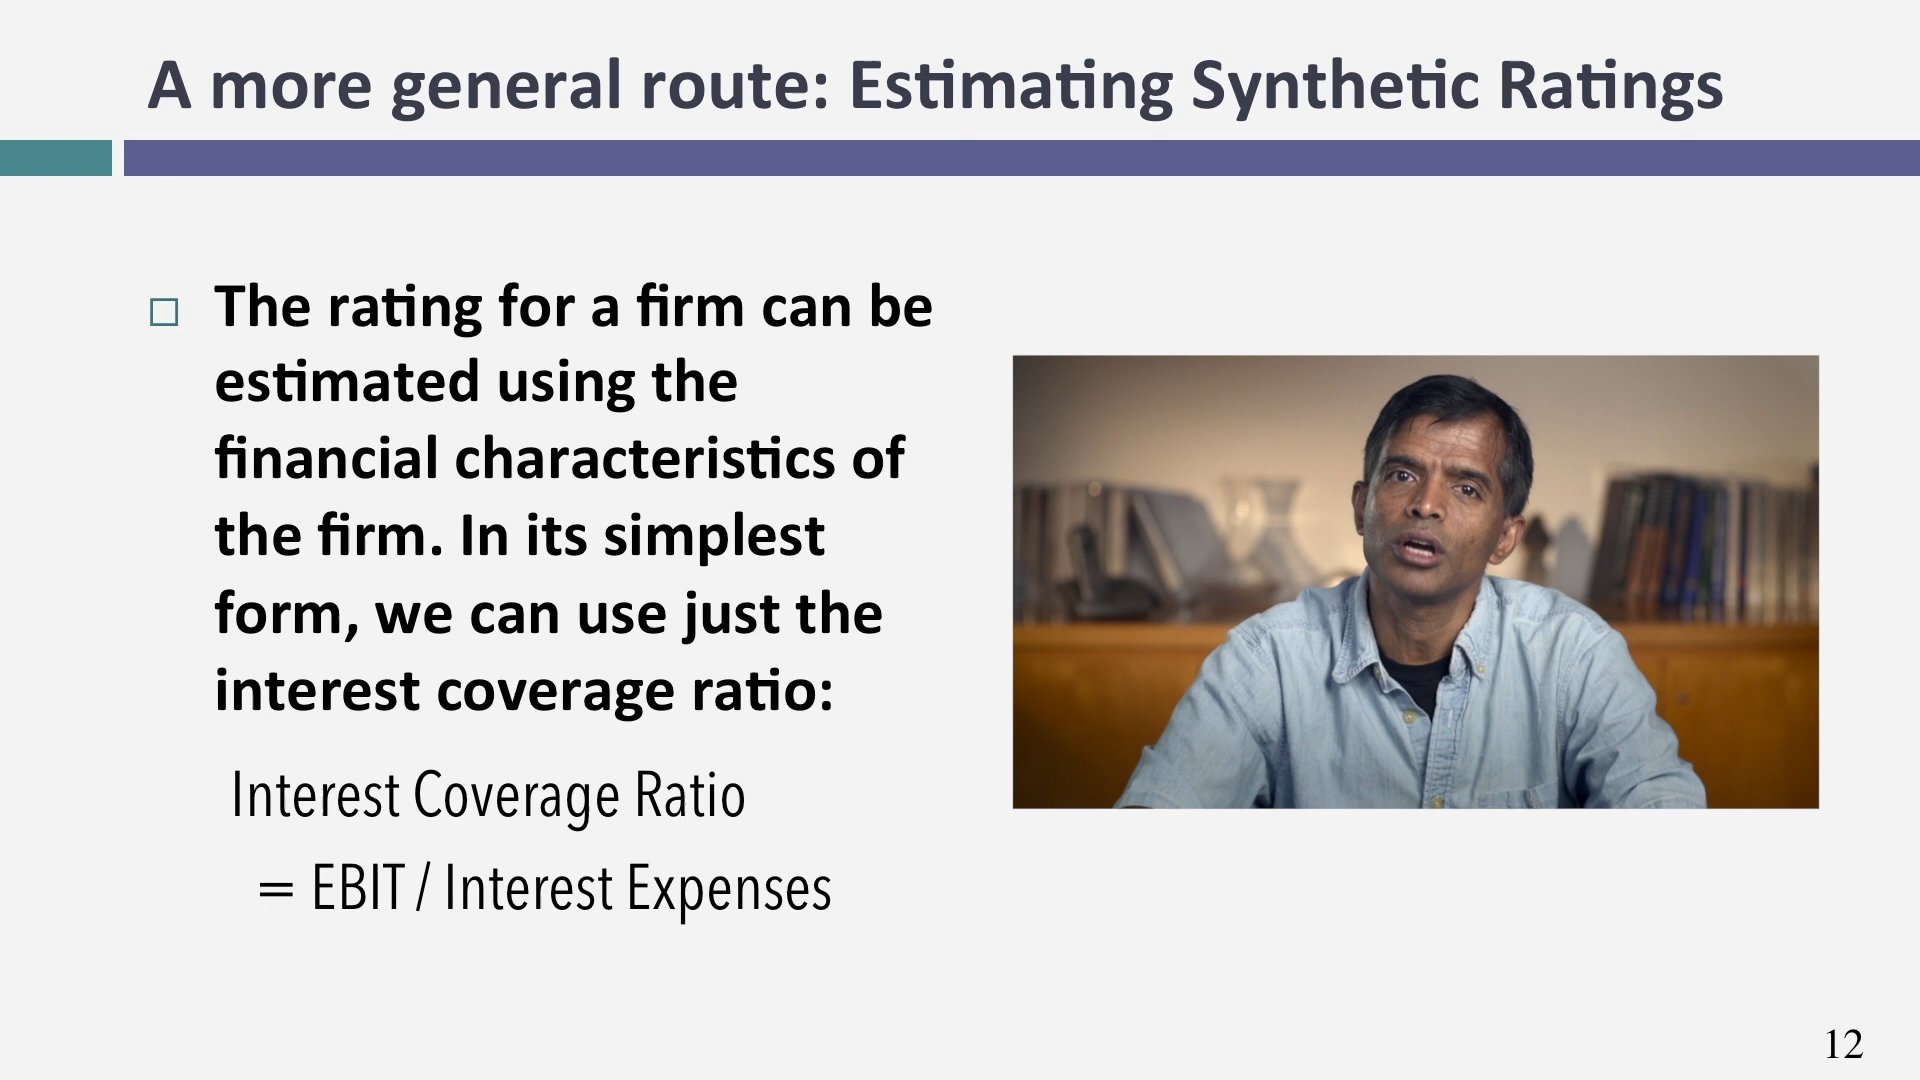 A more general route: Estimating Synthetic Ratings
The rating for a firm can be
estimated using the
financial characteristics of
the firm. In its simplest
form, we can use just the
interest coverage ratio:
Interest Coverage Ratio
= EBIT / Interest Expenses
12